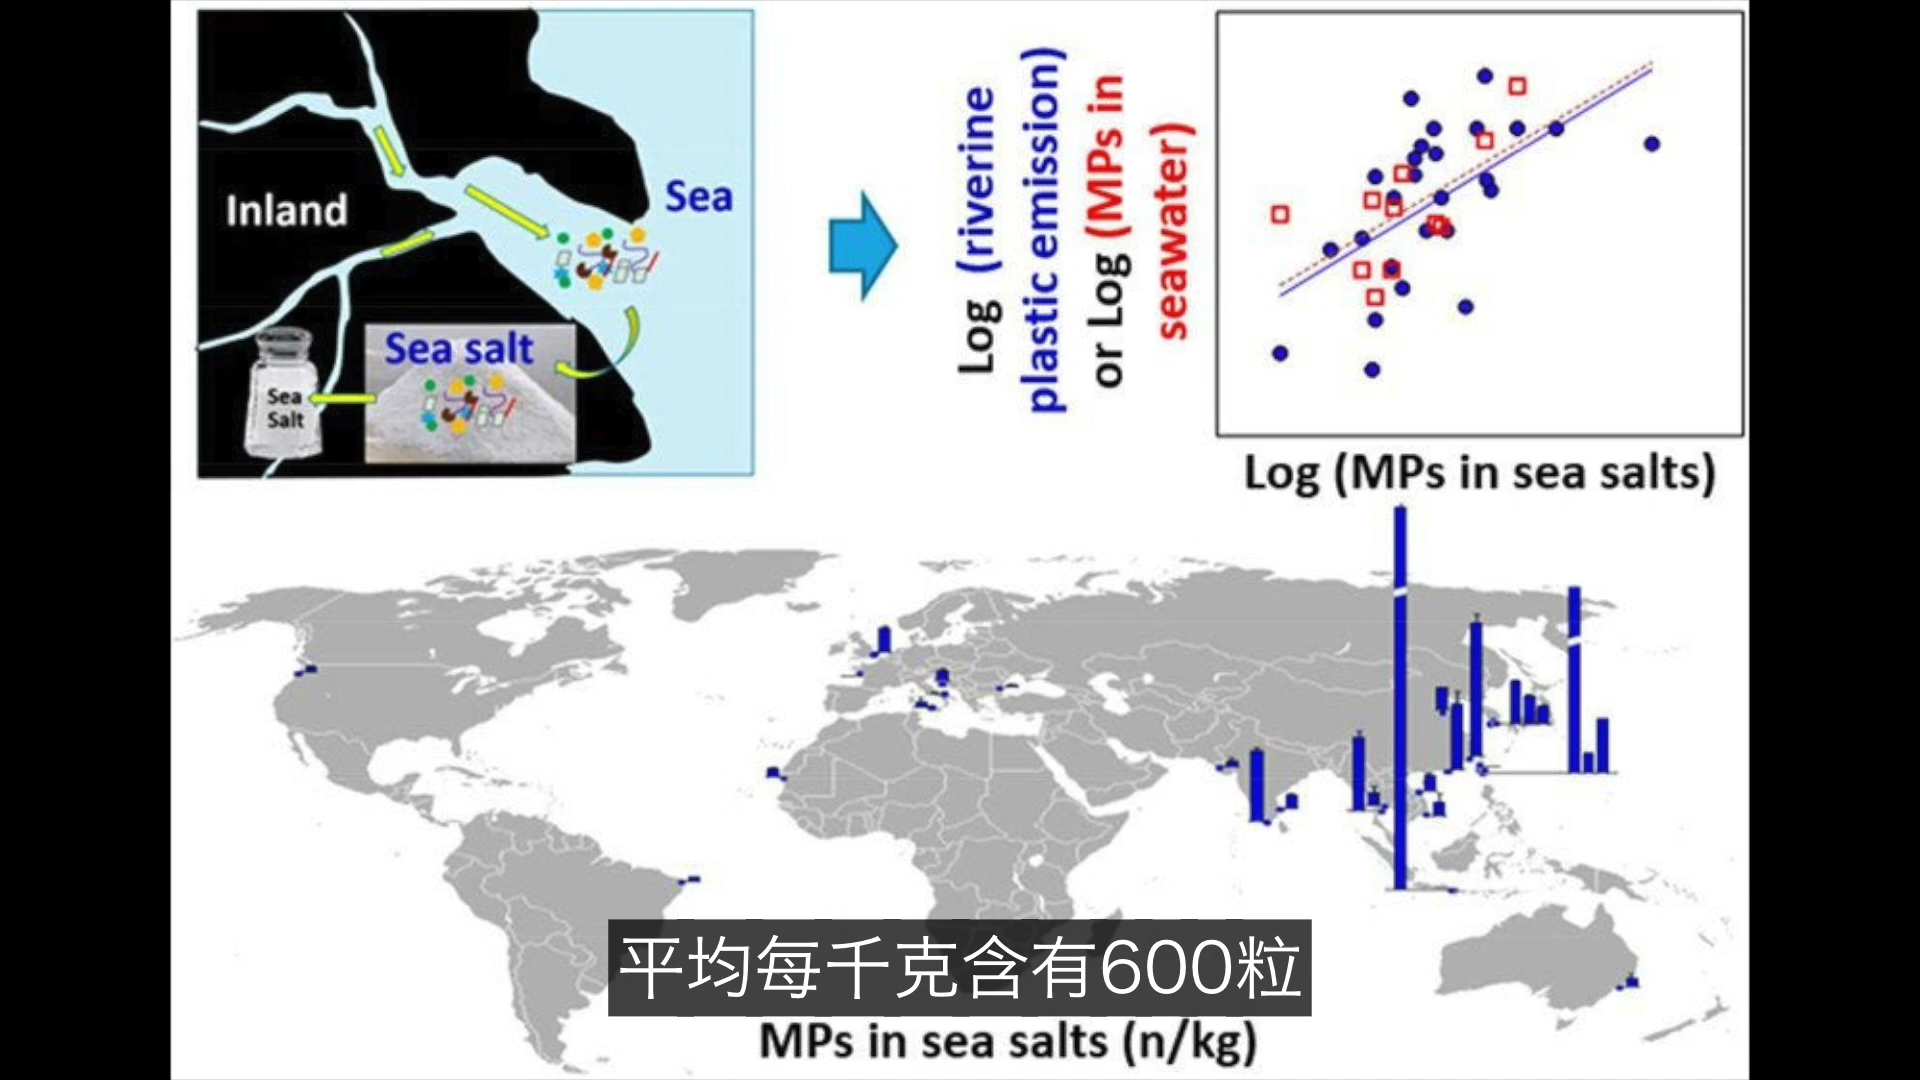 Inland
Sea
Sea salt
Sea
Salt
Log (riverine
plastic emission)
or Log (MPs in
seawater)
Log (MPs in sea salts)
平均每千克含有600粒
MPs in sea salts (n/kg)